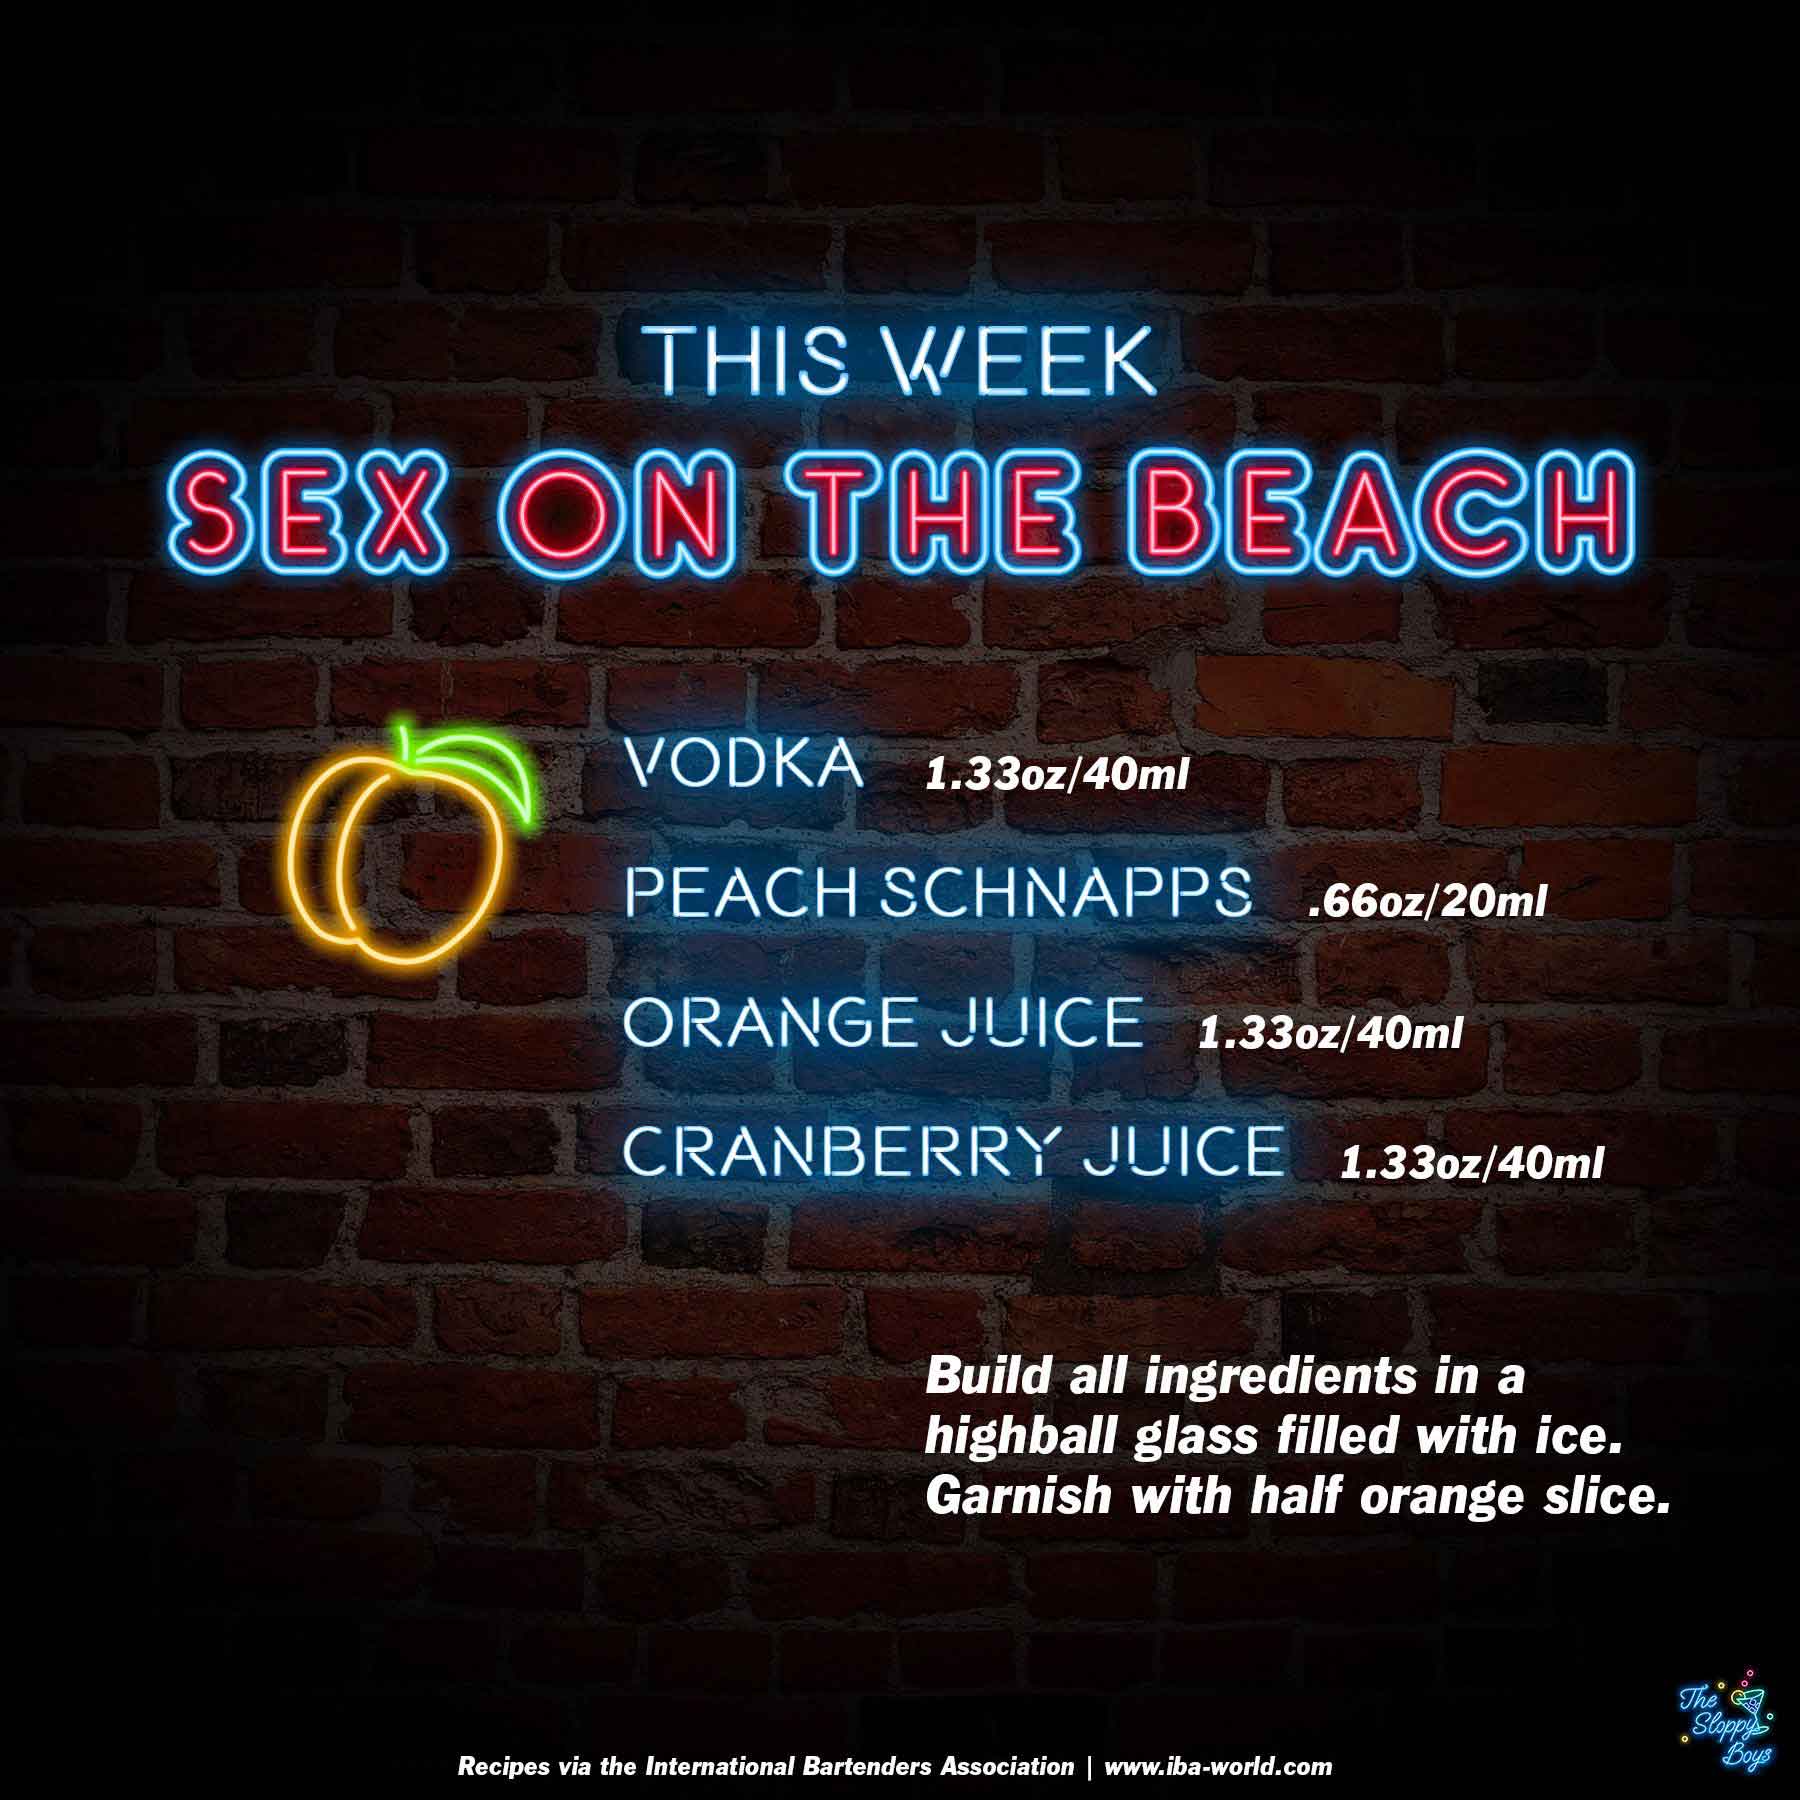 THIS WEEK
SEX ON THE BEACH
VODKA 1.33oz/40ml
PEACH SCHNAPPS .66oz/20ml
ORANGE JUICE 1.33oz/40ml
CRANBERRY JUICE 1.33oz/40ml
Build all ingredients in a
highball glass filled with ice.
Garnish with half orange slice.
The
Sloppy
Boys
Recipes via the International Bartenders Association | www.iba-world.com